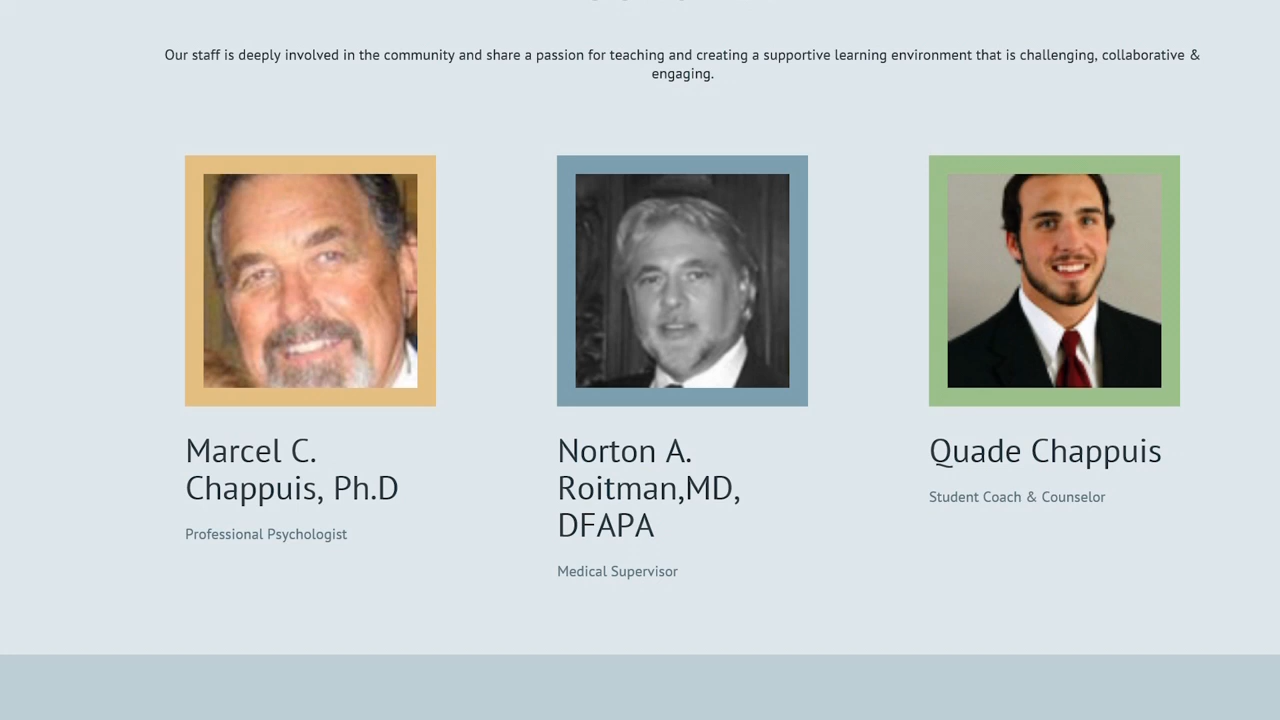 Our staff is deeply involved in the community and share a passion for teaching and creating a supportive learning environment that is challenging, collaborative &
engaging.
Marcel C.
Chappuis, Ph.D
Professional Psychologist
Norton A.
Roitman,MD,
DFAPA
Medical Supervisor
Quade Chappuis
Student Coach & Counselor